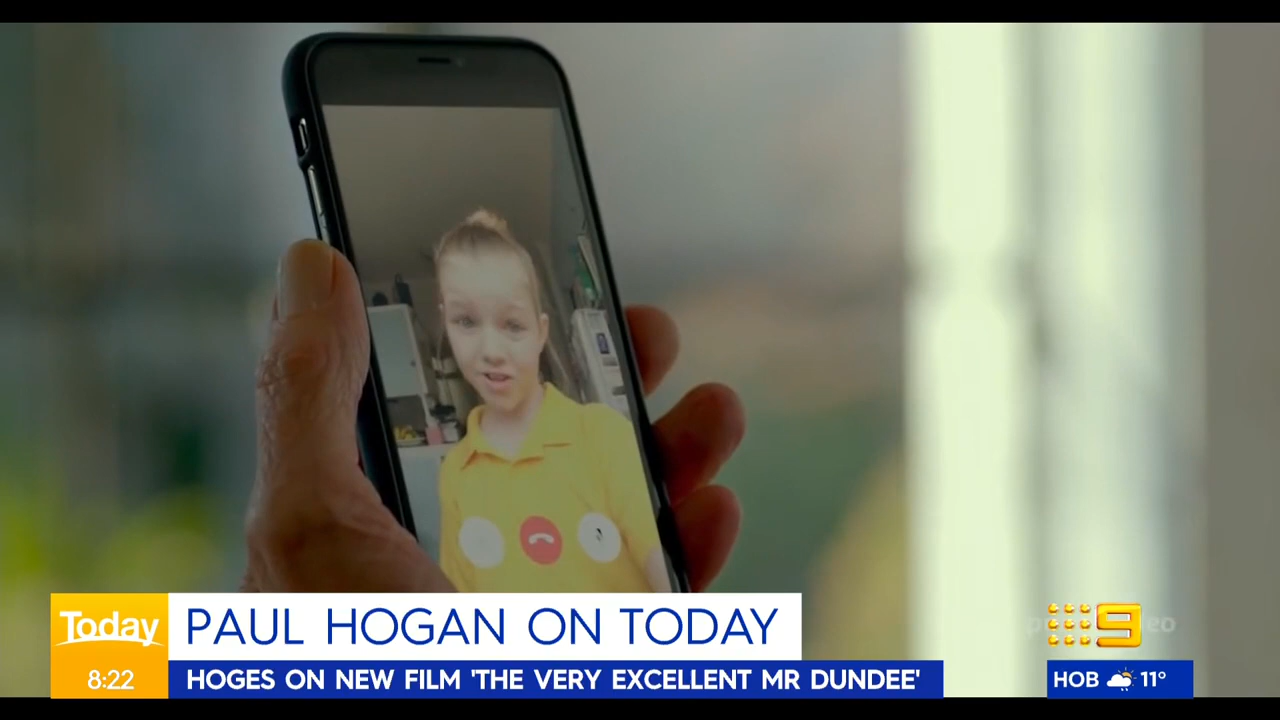 Today
8:22
PAUL HOGAN ON TODAY
HOGES ON NEW FILM 'THE VERY EXCELLENT MR DUNDEE'
9
HOB 11°